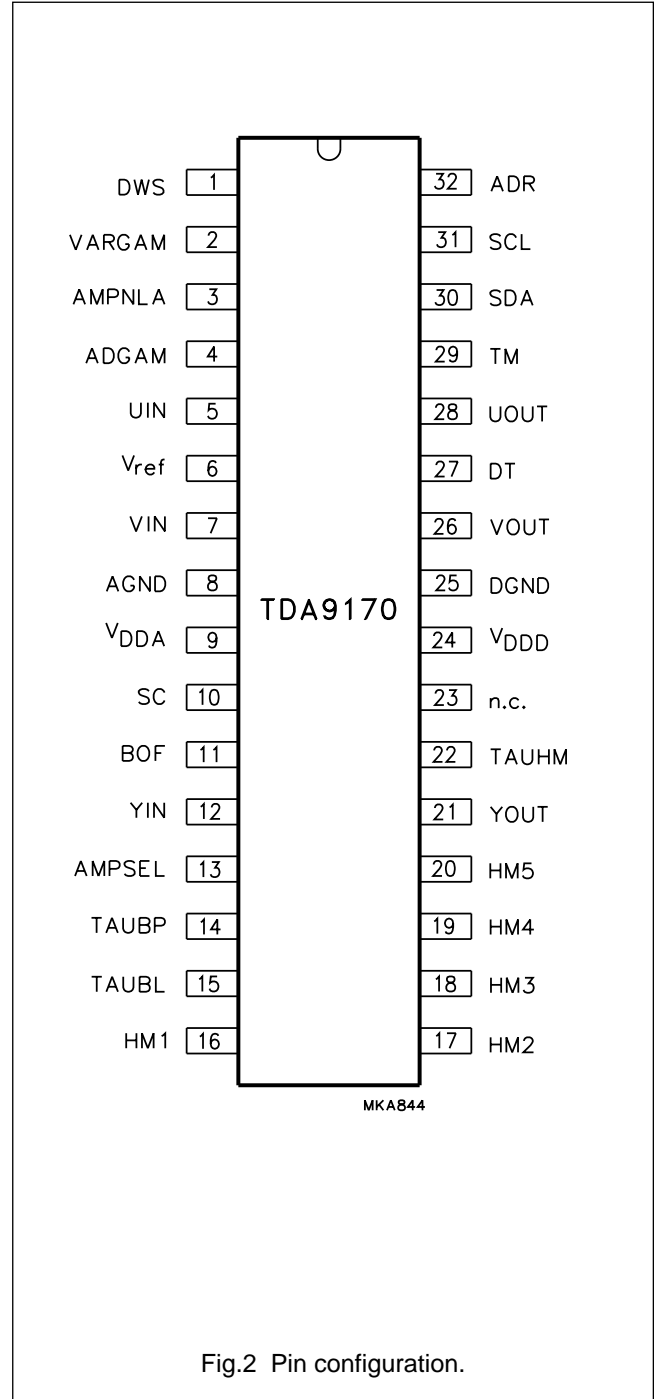 DWS 1 32 ADR
VARGAM 2 31 SCL
AMPNLA 3 30 SDA
ADGAM 4 29 TM
UIN 5 28 UOUT
Vref 6 27 DT
VIN 7 26 VOUT
AGND 8 25 DGND
TDA9170
VDDA 9 24 VDDD
SC 10 23 n.c.
BOF 11 22 TAUHM
YIN 12 21 YOUT
AMPSEL 13 20 HM5
TAUBP 14 19 HM4
TAUBL 15 18 HM3
HM1 16 17 HM2
MKA844
Fig.2 Pin configuration.